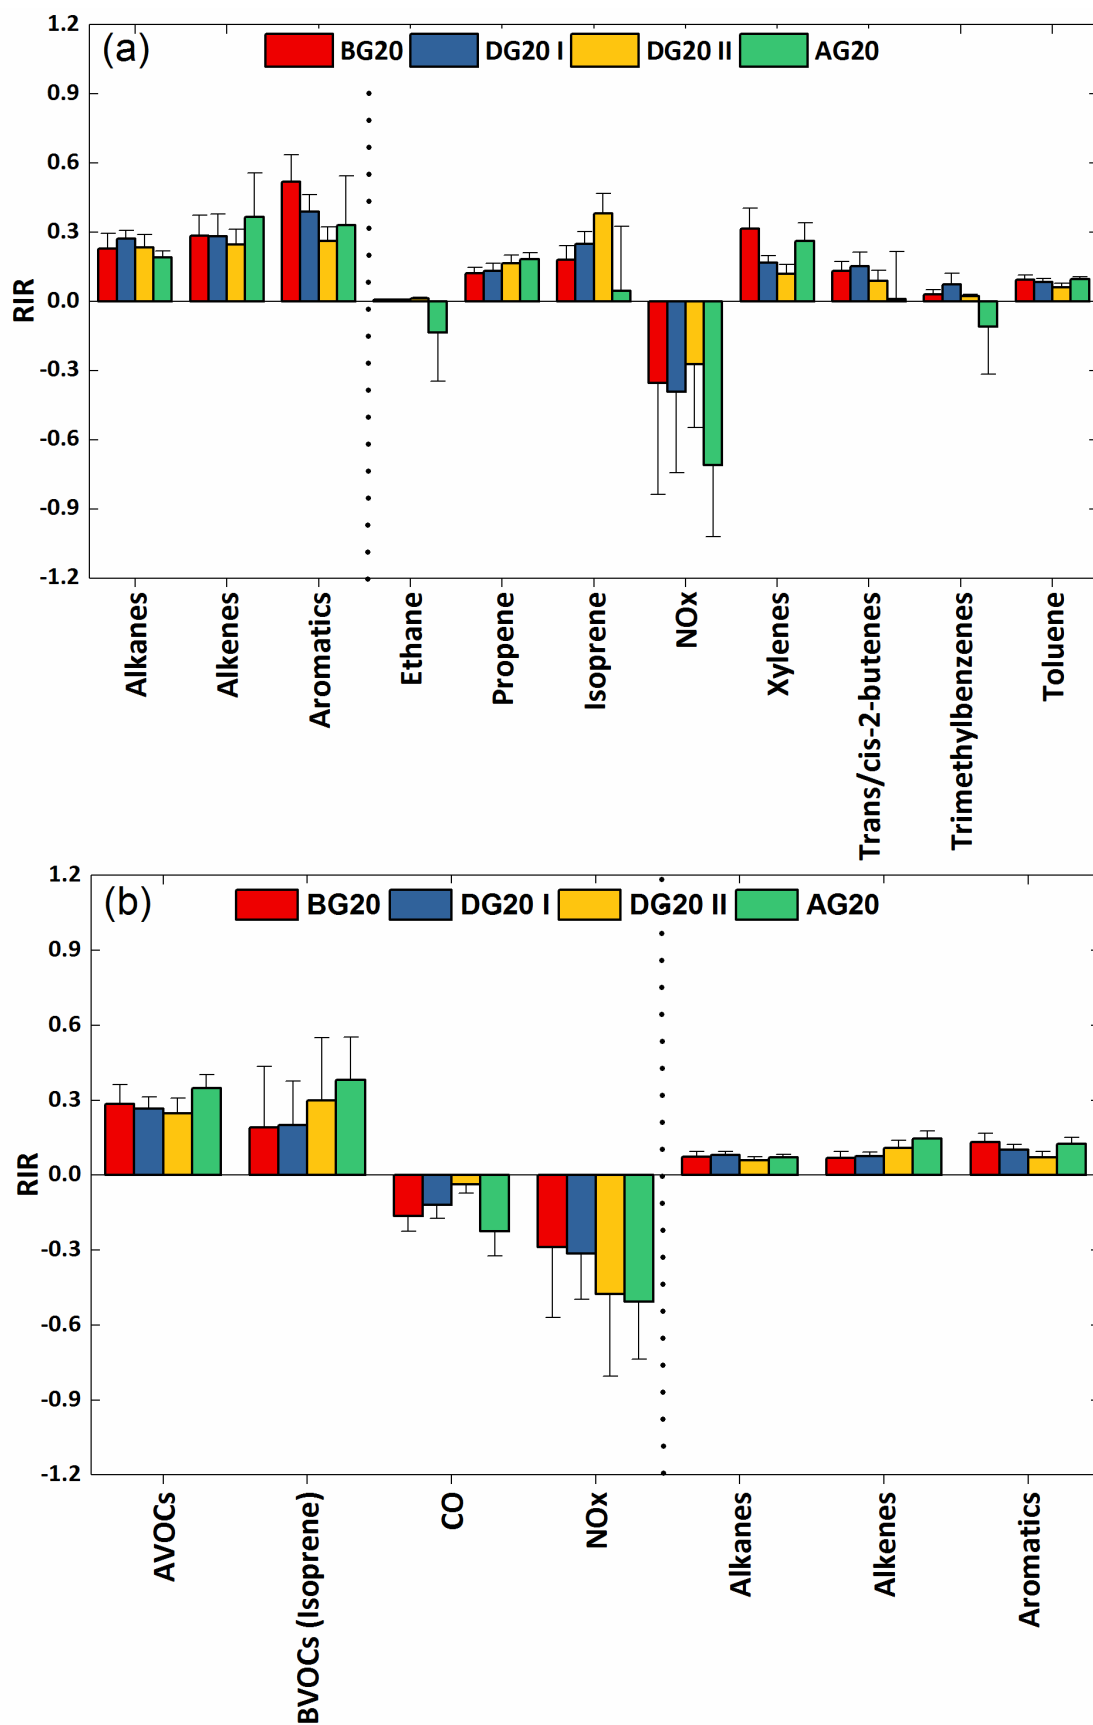 (a)
BG20 DG20 I DG20 II AG20
1.2
0.9
0.6
0.3
0.0
-0.3
-0.6
-0.9
-1.2
RIR
Alkanes
Alkenes
Aromatics
Ethane
Propene
Isoprene
NOx
Xylenes
Trans/cis-2-butenes
Trimethylbenzenes
Toluene
(b)
BG20 DG20 I DG20 II AG20
1.2
0.9
0.6
0.3
0.0
-0.3
-0.6
-0.9
-1.2
RIR
AVOCs
BVOCs (Isoprene)
CO
NOx
Alkanes
Alkenes
Aromatics